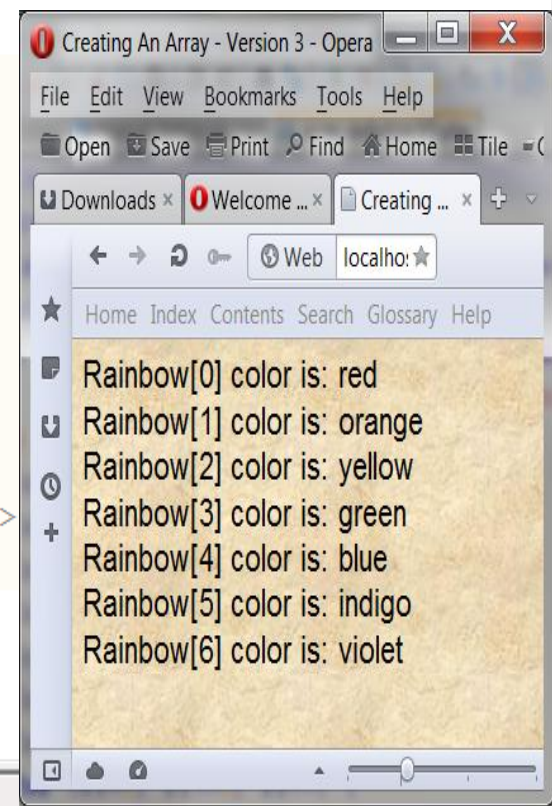 Creating An Array - Version 3 - Opera
File Edit View Bookmarks Tools Help
Open Save Print Find Home Tile
Downloads × Welcome ... × Creating ... ×
Web localho
Home Index Contents Search Glossary Help
Rainbow[0] color is: red
Rainbow[1] color is: orange
Rainbow[2] color is: yellow
Rainbow[3] color is: green
Rainbow[4] color is: blue
Rainbow[5] color is: indigo
Rainbow[6] color is: violet
>